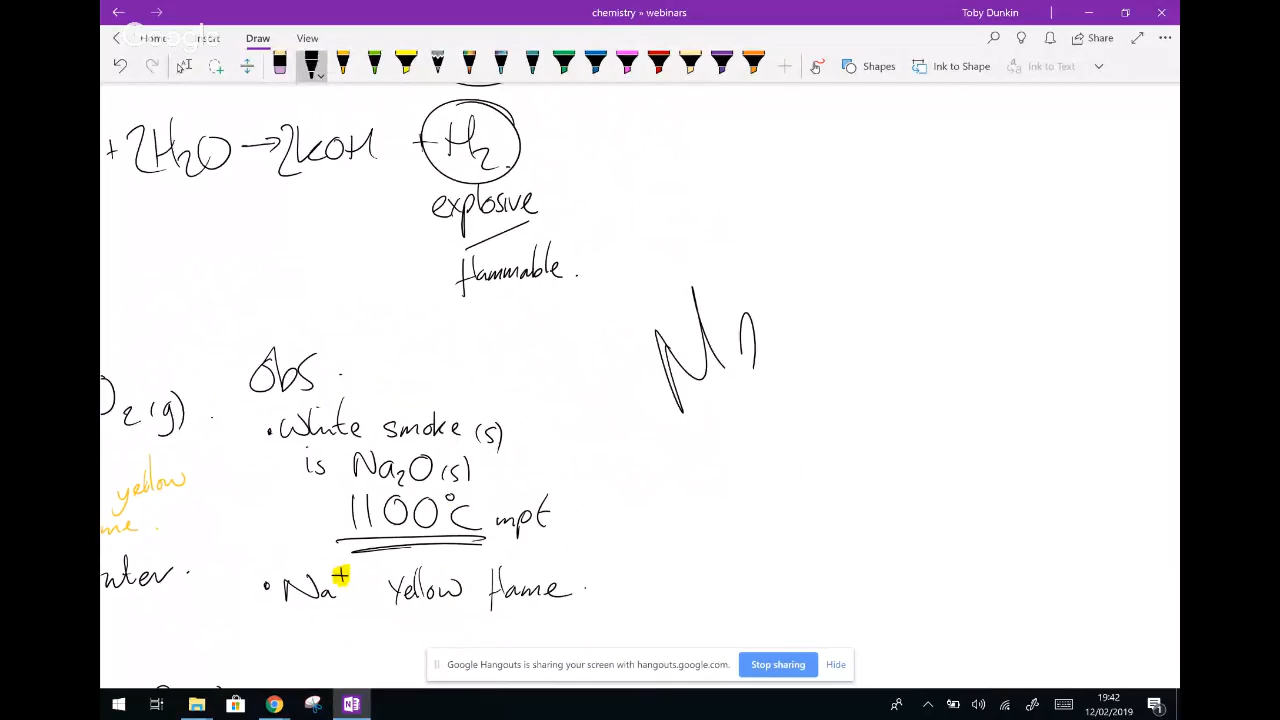 chemistry » webinars
Toby Dunkin
Google
Home Insert Draw View
Share
Shapes Ink to Shape Ink to Text
+ 2H₂O → 2KOH + H₂
explosive
flammable.
Obs.
O₂(g).
• White smoke (s)
is Na₂O(s)
yellow
1100°C mpt
• Na⁺ yellow flame.
Google Hangouts is sharing your screen with hangouts.google.com. Stop sharing Hide
19:42
12/02/2019